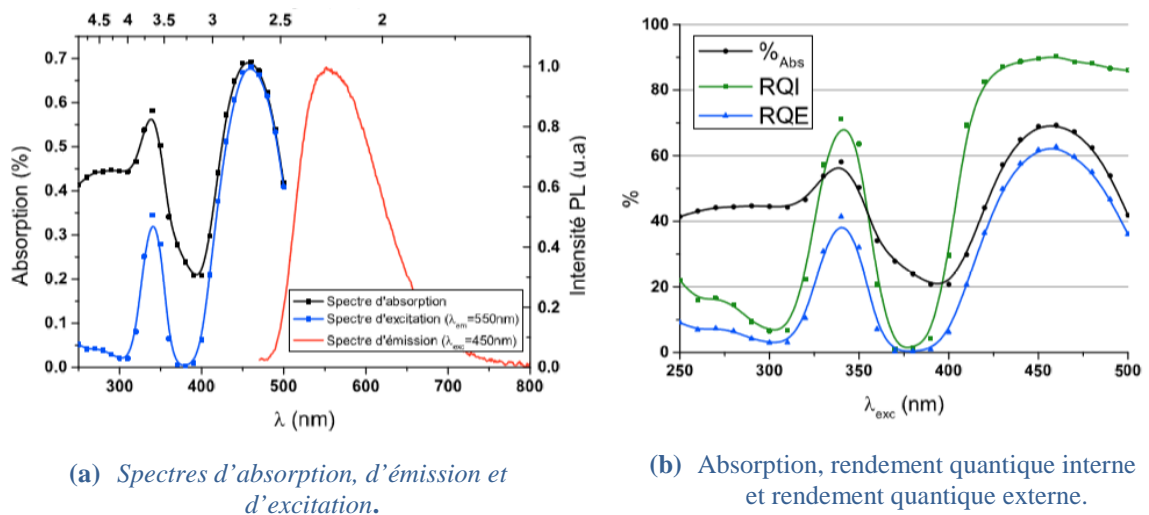 4.5 4 3.5 3 2.5 2
Absorption (%)
0.7
0.6
0.5
0.4
0.3
0.2
0.1
0.0
1.0
0.8
0.6
0.4
0.2
0.0
Intensité PL (u.a)
Spectre d'absorption
Spectre d'excitation (λem=550nm)
Spectre d'émission (λexc=450nm)
300 400 500 600 700 800
λ (nm)
(a) Spectres d'absorption, d'émission et
d'excitation.
%
100
80
60
40
20
0
%
%Abs
RQI
RQE
250 300 350 400 450 500
λexc (nm)
(b) Absorption, rendement quantique interne
et rendement quantique externe.